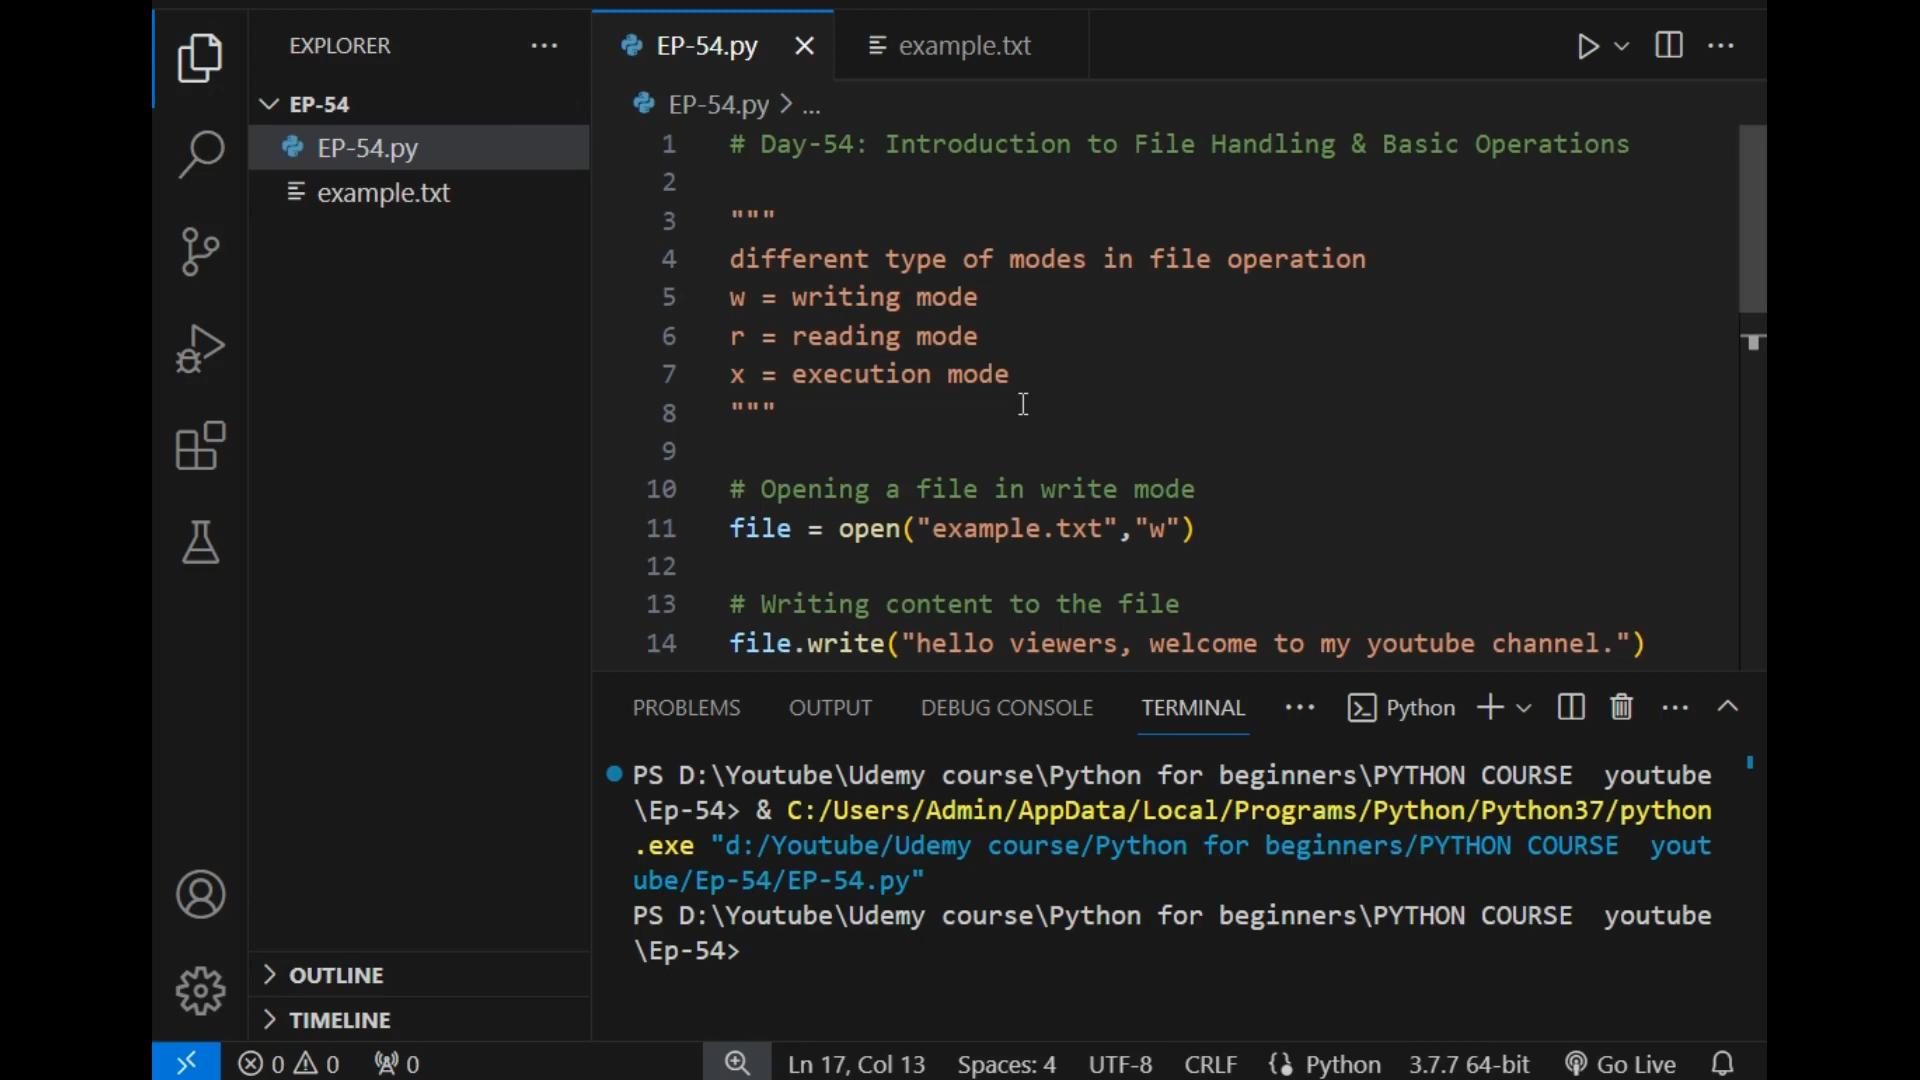 EXPLORER
EP-54
EP-54.py
example.txt
OUTLINE
TIMELINE
EP-54.py
example.txt
EP-54.py > ...
1 # Day-54: Introduction to File Handling & Basic Operations
2
3 """
4 different type of modes in file operation
5 w = writing mode
6 r = reading mode
7 x = execution mode
8 """
9
10 # Opening a file in write mode
11 file = open("example.txt","w")
12
13 # Writing content to the file
14 file.write("hello viewers, welcome to my youtube channel.")
PROBLEMS OUTPUT DEBUG CONSOLE TERMINAL ... Python
PS D:\Youtube\Udemy course\Python for beginners\PYTHON COURSE  youtube
\Ep-54> & C:/Users/Admin/AppData/Local/Programs/Python/Python37/python
.exe "d:/Youtube/Udemy course/Python for beginners/PYTHON COURSE  yout
ube/Ep-54/EP-54.py"
PS D:\Youtube\Udemy course\Python for beginners\PYTHON COURSE  youtube
\Ep-54>
0 0 0 Ln 17, Col 13 Spaces: 4 UTF-8 CRLF Python 3.7.7 64-bit Go Live